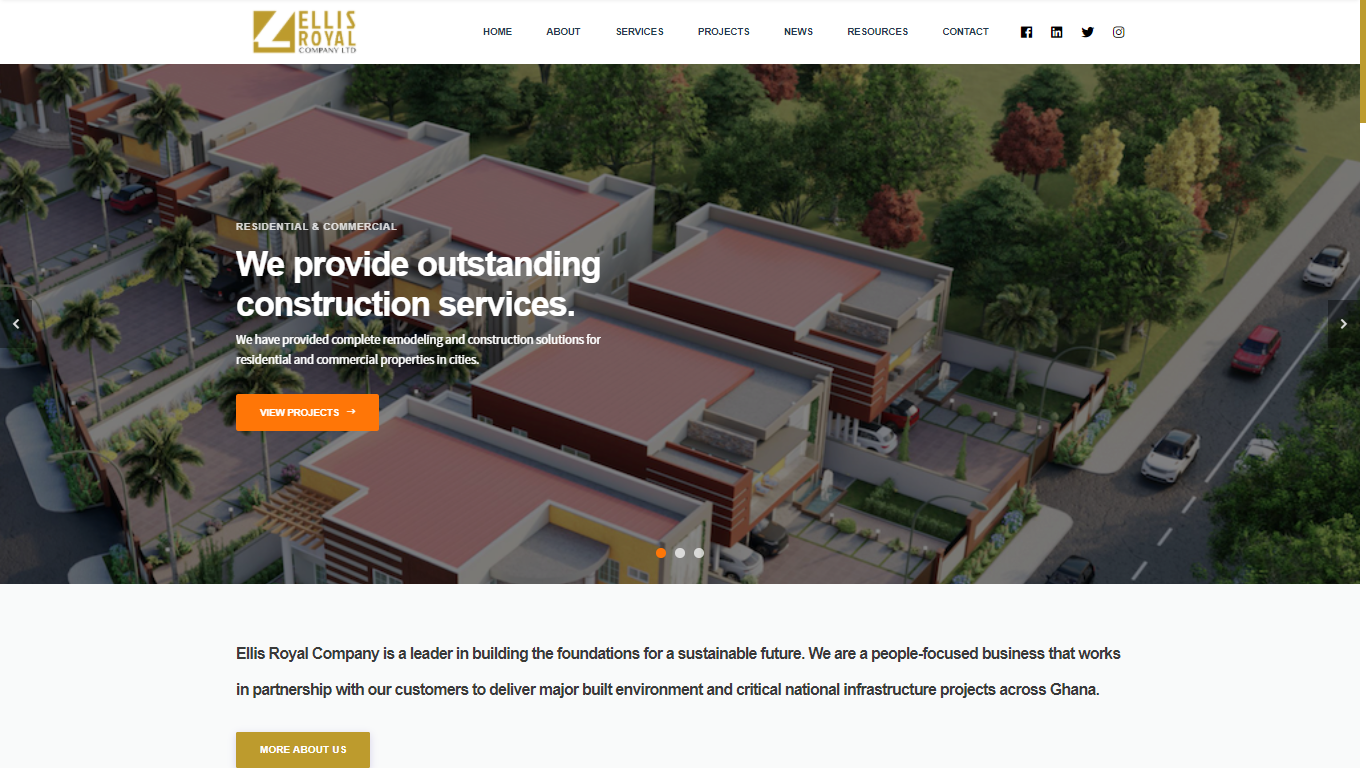 ELLIS
ROYAL
COMPANY LTD
HOME
ABOUT
SERVICES
PROJECTS
NEWS
RESOURCES
CONTACT
RESIDENTIAL & COMMERCIAL
We provide outstanding
construction services.
We have provided complete remodeling and construction solutions for
residential and commercial properties in cities.
VIEW PROJECTS
Ellis Royal Company is a leader in building the foundations for a sustainable future. We are a people-focused business that works
in partnership with our customers to deliver major built environment and critical national infrastructure projects across Ghana.
MORE ABOUT US